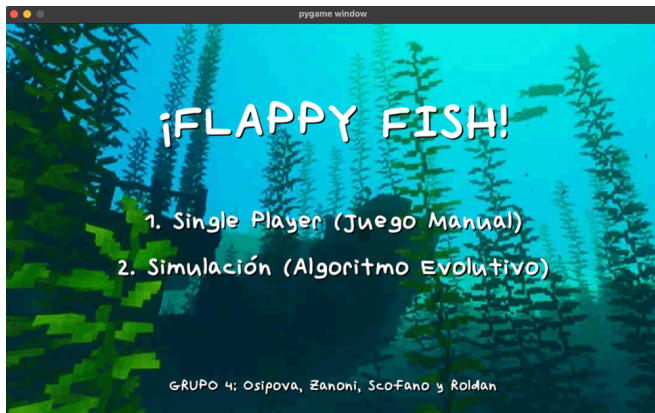 pygame window
¡FLAPPY FISH!
1. Single Player (Juego Manual)
2. Simulación (Algoritmo Evolutivo)
GRUPO 4: Osipova, Zanoni, Scofano y Roldan